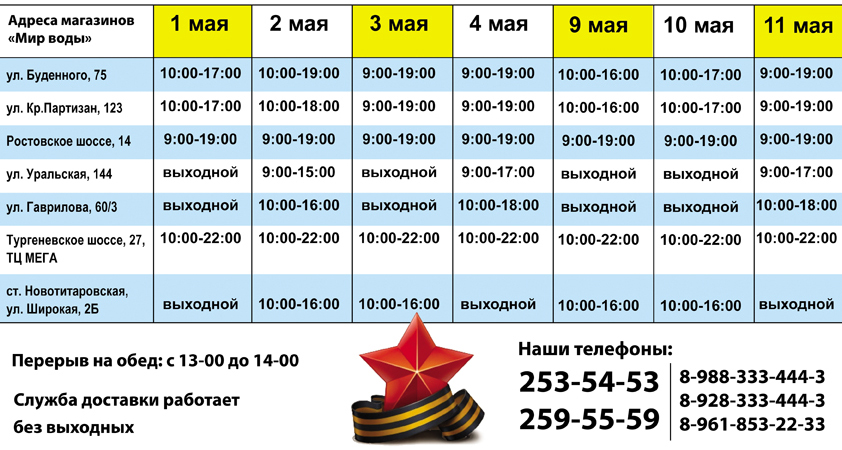 Адреса магазинов «Мир воды» 1 мая 2 мая 3 мая 4 мая 9 мая 10 мая 11 мая
ул. Буденного, 75 10:00-17:00 10:00-19:00 9:00-19:00 9:00-19:00 10:00-16:00 10:00-17:00 9:00-19:00
ул. Кр.Партизан, 123 10:00-17:00 10:00-18:00 9:00-19:00 9:00-19:00 10:00-16:00 10:00-17:00 9:00-19:00
Ростовское шоссе, 14 9:00-19:00 9:00-19:00 9:00-19:00 9:00-19:00 9:00-19:00 9:00-19:00 9:00-19:00
ул. Уральская, 144 выходной 9:00-15:00 выходной 9:00-17:00 выходной выходной 9:00-17:00
ул. Гаврилова, 60/3 выходной 10:00-16:00 выходной 10:00-18:00 выходной выходной 10:00-18:00
Тургеневское шоссе, 27, ТЦ МЕГА 10:00-22:00 10:00-22:00 10:00-22:00 10:00-22:00 10:00-22:00 10:00-22:00 10:00-22:00
ст. Новотитаровская, ул. Широкая, 2Б выходной 10:00-16:00 10:00-16:00 выходной 10:00-16:00 10:00-16:00 выходной
Перерыв на обед: с 13-00 до 14-00
Служба доставки работает
без выходных
Наши телефоны:
253-54-53
259-55-59
8-988-333-444-3
8-928-333-444-3
8-961-853-22-33